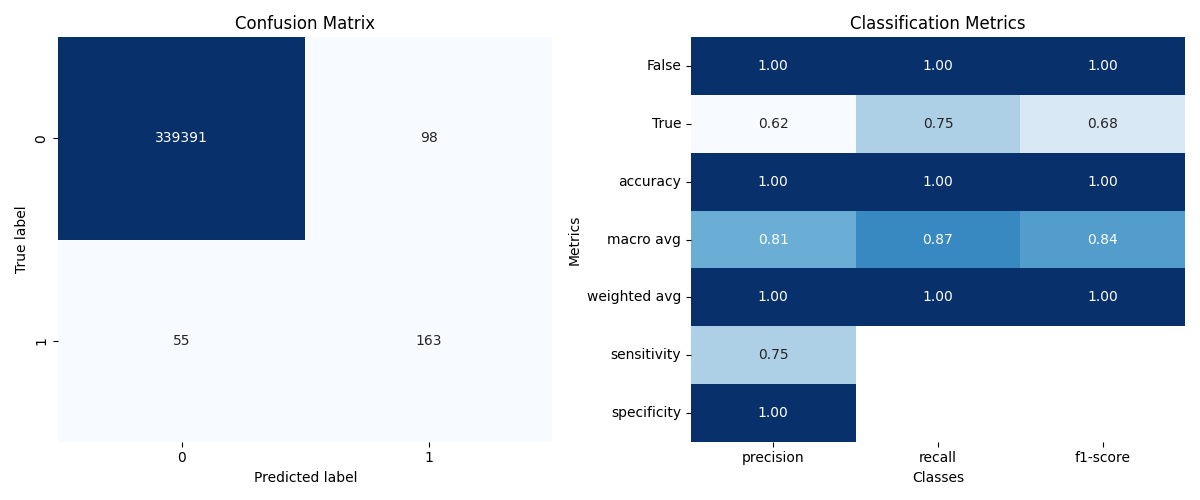 Confusion Matrix
0
339391
98
True label
1
55
163
0
1
Predicted label
Classification Metrics
False
1.00
1.00
1.00
True
0.62
0.75
0.68
accuracy
1.00
1.00
1.00
Metrics
macro avg
0.81
0.87
0.84
weighted avg
1.00
1.00
1.00
sensitivity
0.75
specificity
1.00
precision
recall
f1-score
Classes